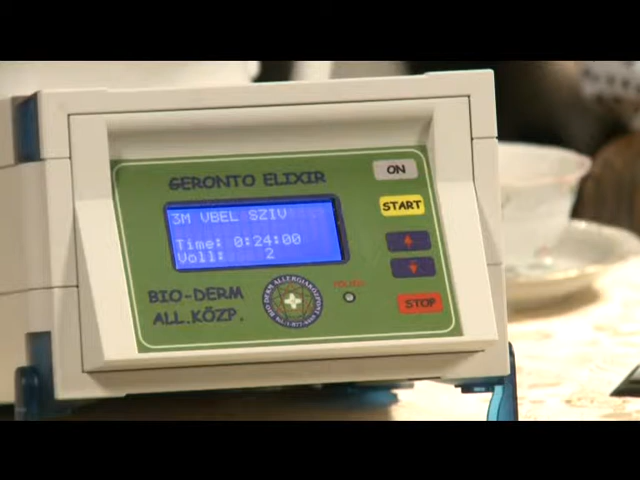 GERONTO ELIXIR
ON
3M VBEL SZIV
START
Time: 0:24:00
Voll: 2
BIO-DERM
ALL.KÖZP.
STOP